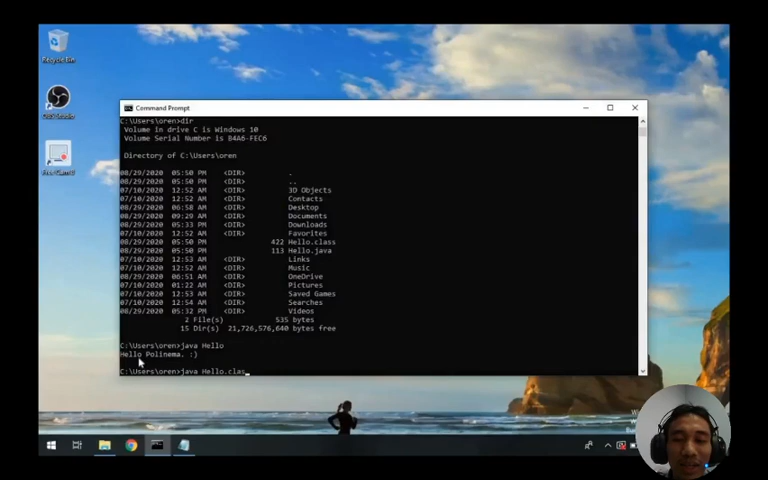 Recycle Bin
OBS Studio
Free Cam 8
Command Prompt
C:\Users\oren>dir
Volume in drive C is Windows 10
Volume Serial Number is B4A6-FEC6
Directory of C:\Users\oren
08/29/2020 05:50 PM <DIR> .
08/29/2020 05:50 PM <DIR> ..
07/10/2020 12:52 AM <DIR> 3D Objects
07/10/2020 12:52 AM <DIR> Contacts
08/29/2020 06:58 AM <DIR> Desktop
08/29/2020 09:29 AM <DIR> Documents
08/29/2020 05:33 PM <DIR> Downloads
07/10/2020 12:52 AM <DIR> Favorites
08/29/2020 05:50 PM 422 Hello.class
08/29/2020 05:50 PM 113 Hello.java
07/10/2020 12:53 AM <DIR> Links
07/10/2020 12:52 AM <DIR> Music
08/29/2020 06:51 AM <DIR> OneDrive
07/10/2020 01:22 AM <DIR> Pictures
07/10/2020 12:53 AM <DIR> Saved Games
07/10/2020 12:54 AM <DIR> Searches
08/29/2020 05:32 PM <DIR> Videos
2 File(s) 535 bytes
15 Dir(s) 21,726,576,640 bytes free
C:\Users\oren>java Hello
Hello Polinema. :)
C:\Users\oren>java Hello.clas_